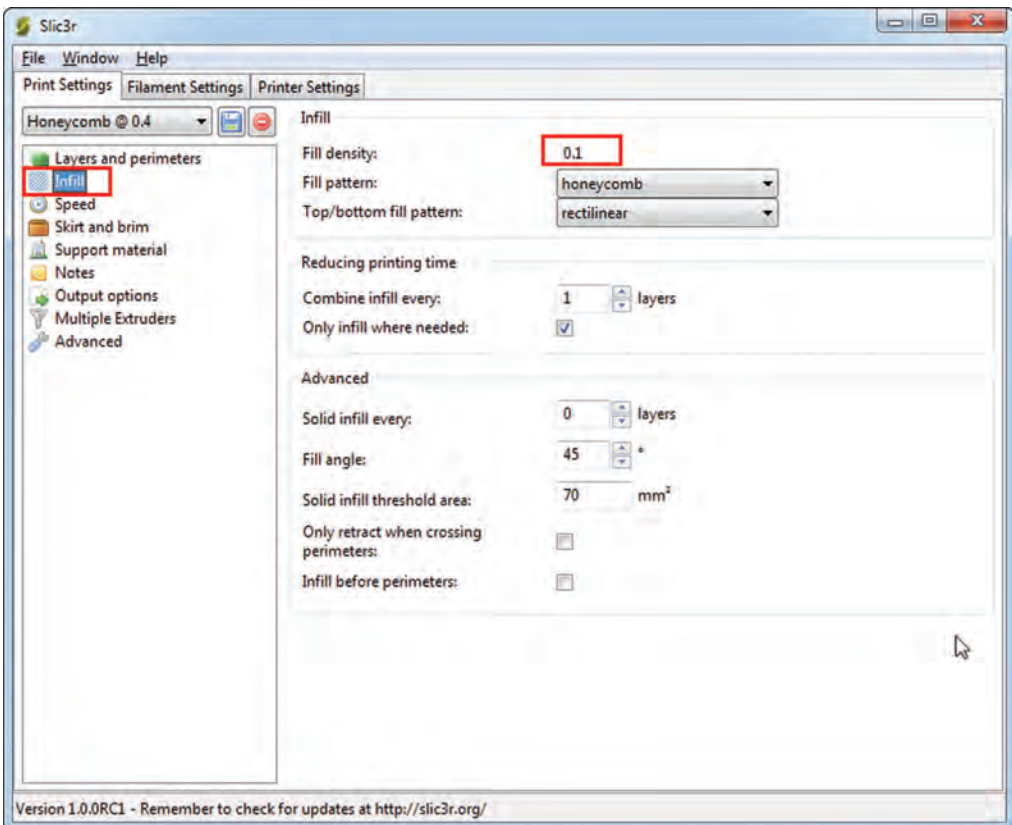 Slic3r
File Window Help
Print Settings Filament Settings Printer Settings
Honeycomb @ 0.4
Layers and perimeters
Infill
Speed
Skirt and brim
Support material
Notes
Output options
Multiple Extruders
Advanced
Infill
Fill density: 0.1
Fill pattern: honeycomb
Top/bottom fill pattern: rectilinear
Reducing printing time
Combine infill every: 1 layers
Only infill where needed:
Advanced
Solid infill every: 0 layers
Fill angle: 45 °
Solid infill threshold area: 70 mm²
Only retract when crossing
perimeters:
Infill before perimeters:
Version 1.0.0RC1 - Remember to check for updates at http://slic3r.org/